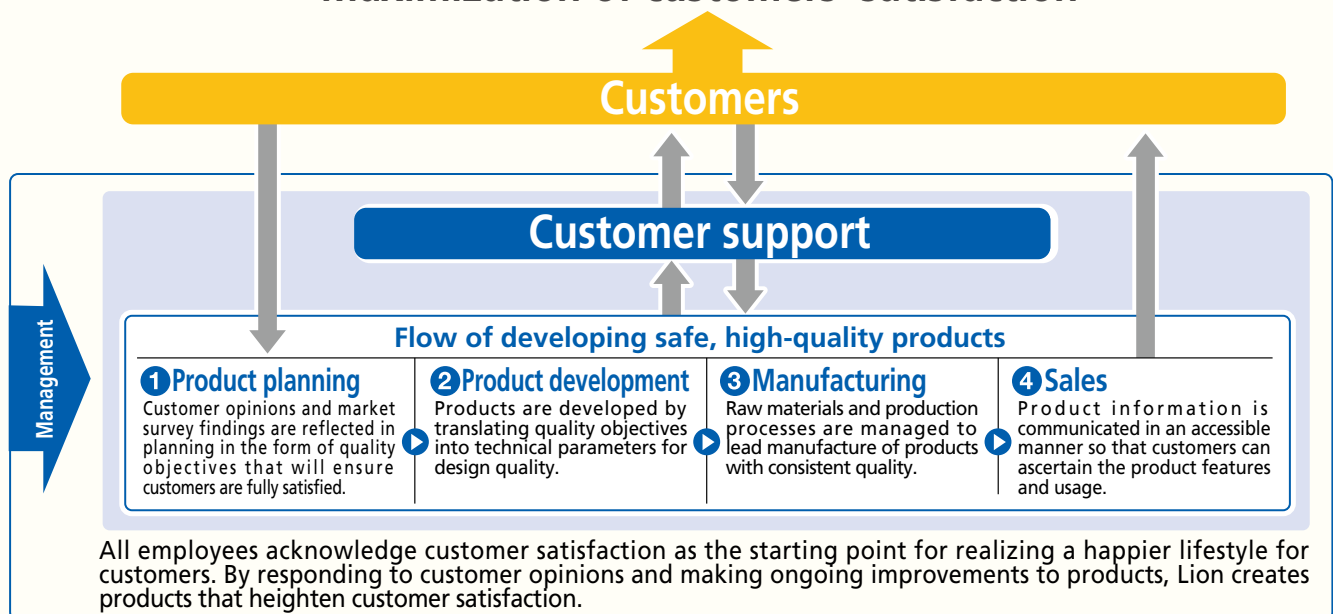 Maximization of customers' satisfaction
Customers
Customer support
Management
Flow of developing safe, high-quality products
1 Product planning
Customer opinions and market
survey findings are reflected in
planning in the form of quality
objectives that will ensure
customers are fully satisfied.
2 Product development
Products are developed by
translating quality objectives
into technical parameters for
design quality.
3 Manufacturing
Raw materials and production
processes are managed to
lead manufacture of products
with consistent quality.
4 Sales
Product information is
communicated in an accessible
manner so that customers can
ascertain the product features
and usage.
All employees acknowledge customer satisfaction as the starting point for realizing a happier lifestyle for
customers. By responding to customer opinions and making ongoing improvements to products, Lion creates
products that heighten customer satisfaction.